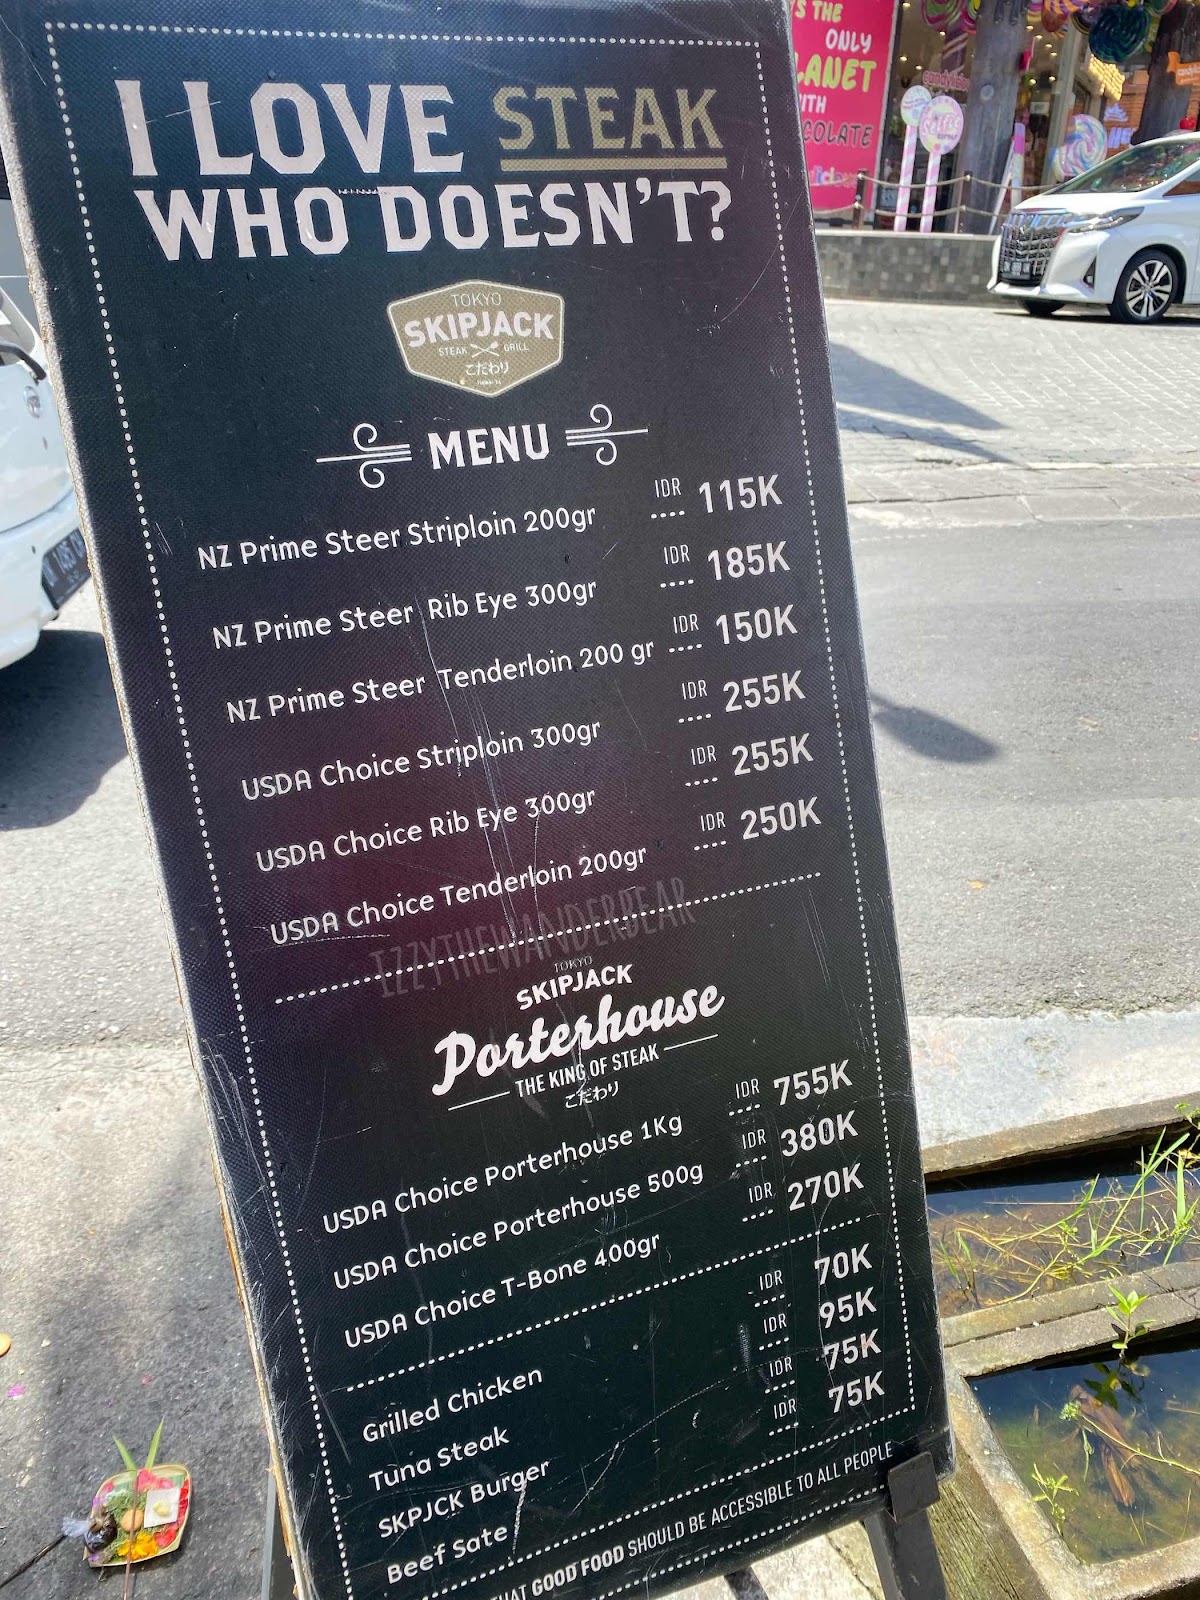 I LOVE STEAK
WHO DOESN'T?
TOKYO
SKIPJACK
STEAK GRILL
こだわり
MENU
NZ Prime Steer Striploin 200gr IDR 115K
NZ Prime Steer Rib Eye 300gr IDR 185K
NZ Prime Steer Tenderloin 200 gr IDR 150K
USDA Choice Striploin 300gr IDR 255K
USDA Choice Rib Eye 300gr IDR 255K
USDA Choice Tenderloin 200gr IDR 250K
IZZYTHEWANDERBEAR
TOKYO
SKIPJACK
Porterhouse
THE KING OF STEAK
こだわり
USDA Choice Porterhouse 1Kg IDR 755K
USDA Choice Porterhouse 500g IDR 380K
USDA Choice T-Bone 400gr IDR 270K
Grilled Chicken IDR 70K
Tuna Steak IDR 95K
SKPJCK Burger IDR 75K
Beef Sate IDR 75K
GOOD FOOD SHOULD BE ACCESSIBLE TO ALL PEOPLE
THE
ONLY